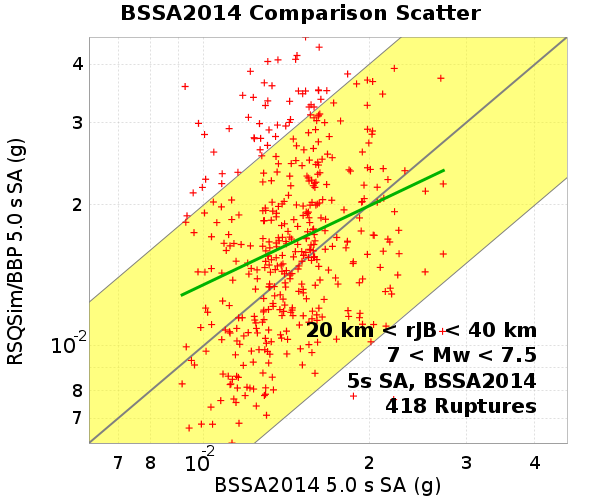 BSSA2014 Comparison Scatter
RSQSim/BBP 5.0 s SA (g)
4
3
2
10-2
8
7
20 km < rJB < 40 km
7 < Mw < 7.5
5s SA, BSSA2014
418 Ruptures
7 8 10-2 2 3 4
BSSA2014 5.0 s SA (g)